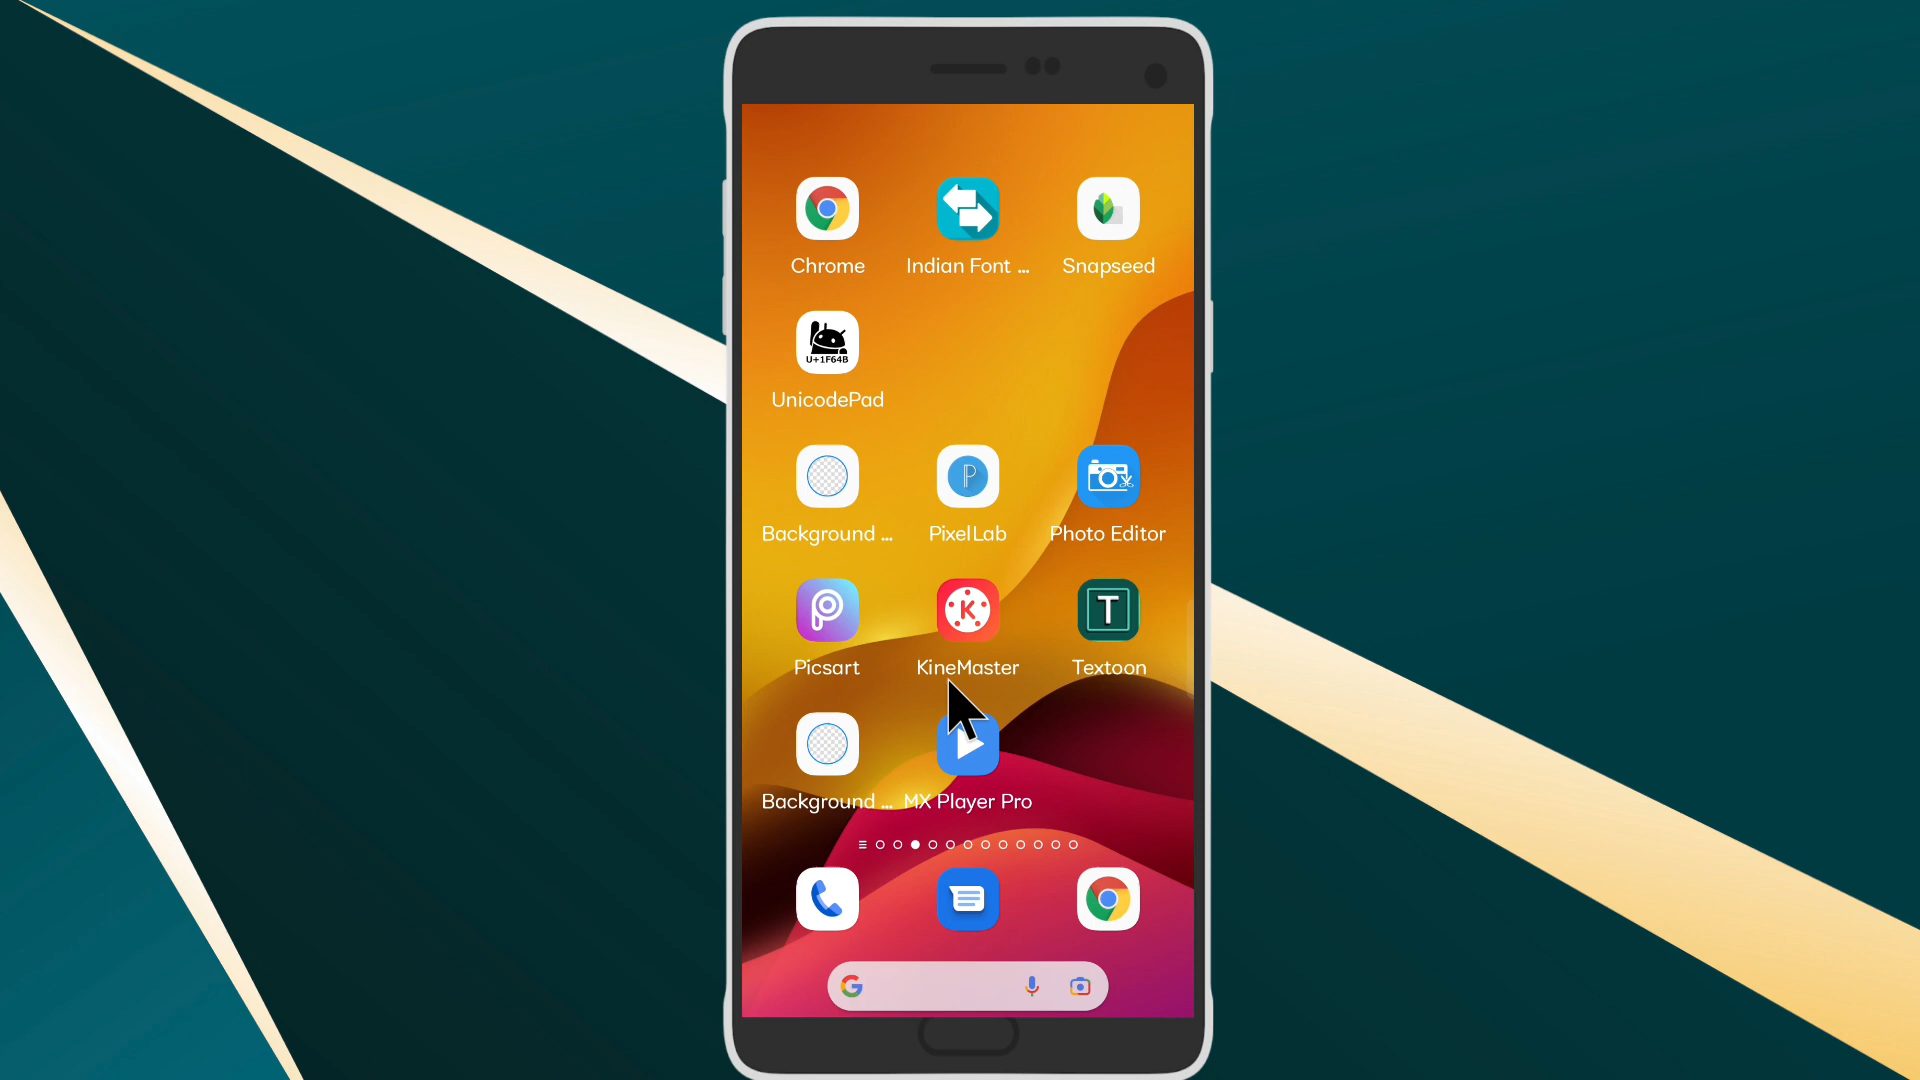 Chrome
Indian Font ...
Snapseed
U+1F64B
UnicodePad
Background ...
P
PixelLab
Photo Editor
Picsart
K
KineMaster
T
Textoon
Background ...
MX Player Pro
G